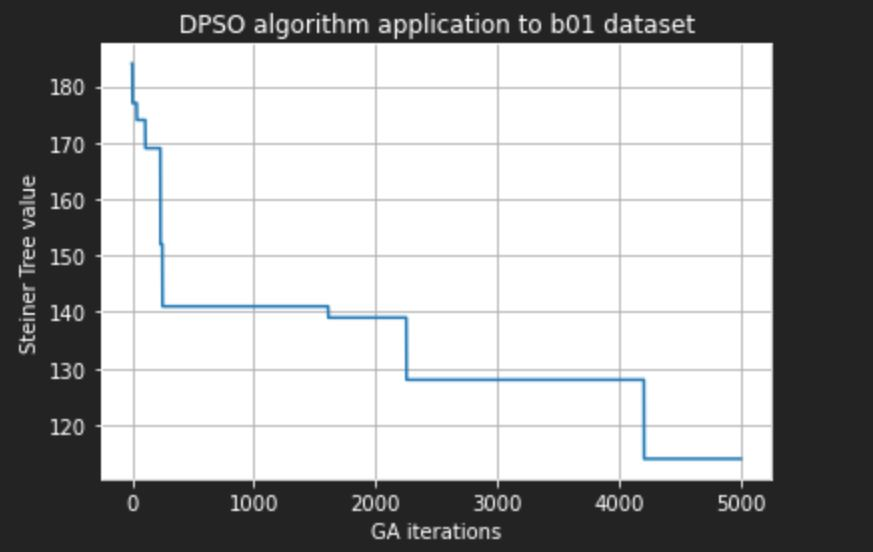 DPSO algorithm application to b01 dataset
180
170
160
150
140
130
120
Steiner Tree value
0 1000 2000 3000 4000 5000
GA iterations